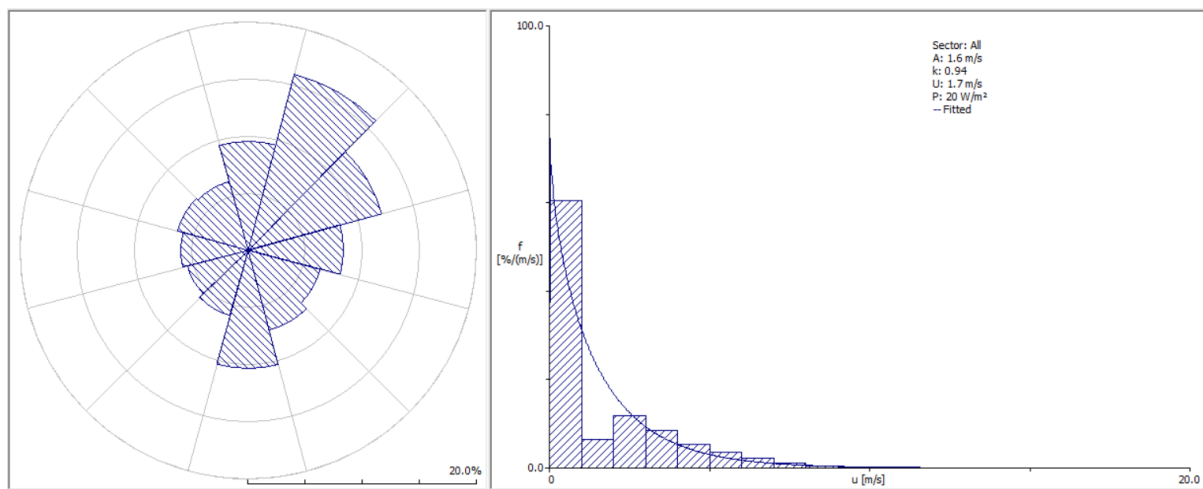 20.0%
100.0
f
[%/(m/s)]
0.0
0
u [m/s]
20.0
Sector: All
A: 1.6 m/s
k: 0.94
U: 1.7 m/s
P: 20 W/m²
-- Fitted